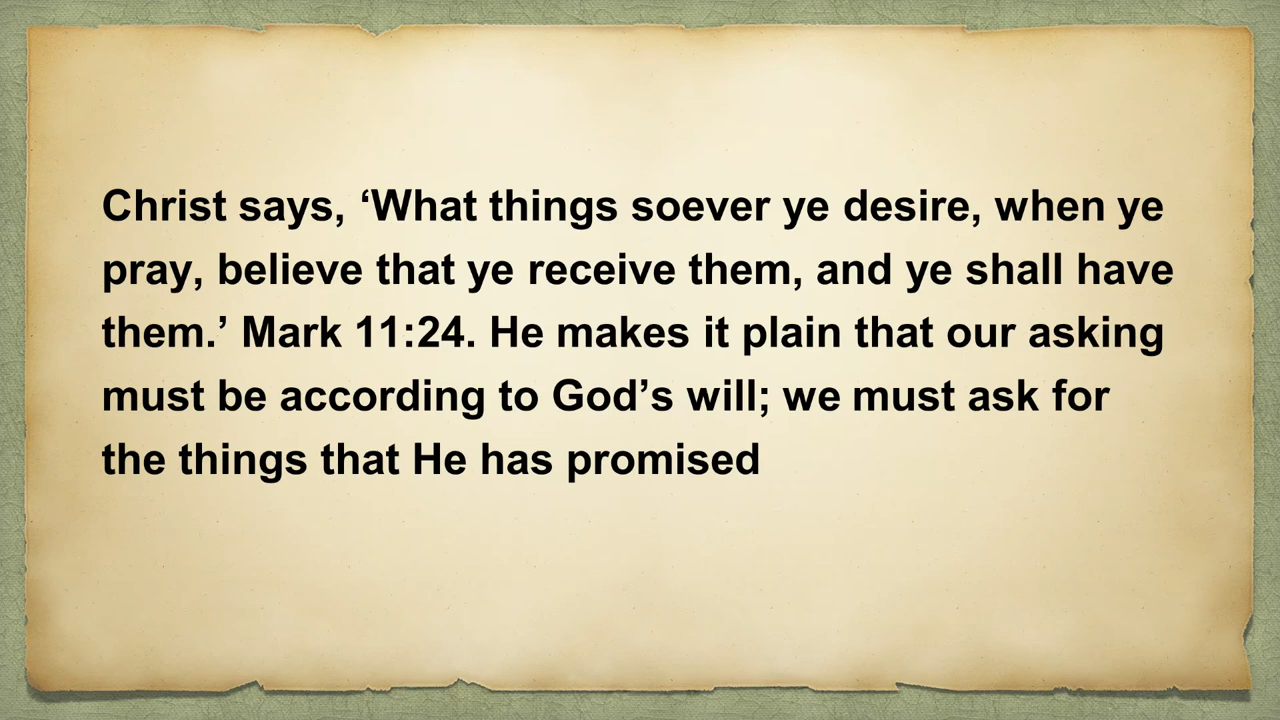 Christ says, ‘What things soever ye desire, when ye
pray, believe that ye receive them, and ye shall have
them.’ Mark 11:24. He makes it plain that our asking
must be according to God’s will; we must ask for
the things that He has promised